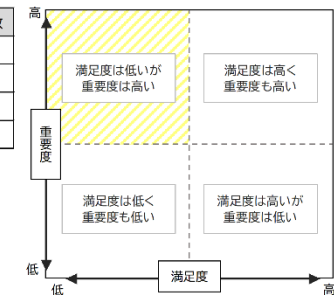 数
高
満足度は低いが
重要度は高い
満足度は高く
重要度も高い
重要度
満足度は低く
重要度も低い
満足度は高いが
重要度は低い
低
満足度
低
高